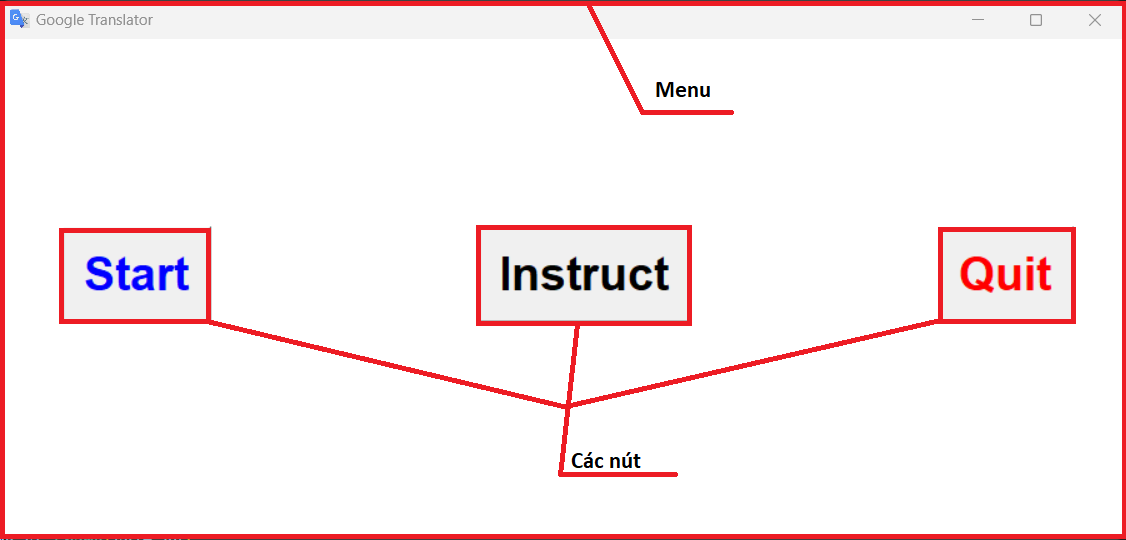 Google Translator
Menu
Start
Instruct
Quit
Các nút